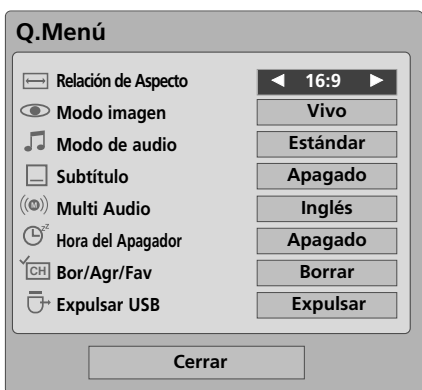 Q.Menú
Relación de Aspecto ◄ 16:9 ►
Modo imagen Vivo
Modo de audio Estándar
Subtítulo Apagado
Multi Audio Inglés
Hora del Apagador Apagado
CH Bor/Agr/Fav Borrar
Expulsar USB Expulsar
Cerrar